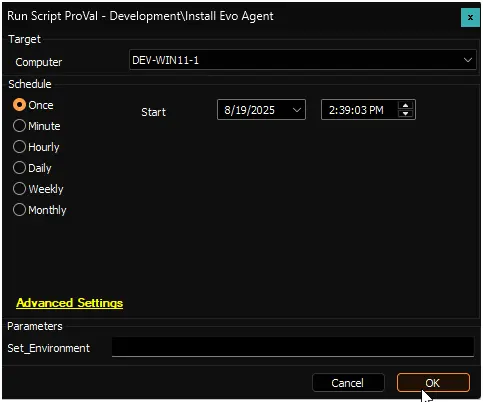 Run Script ProVal - Development\Install Evo Agent
x
Target
Computer DEV-WIN11-1
Schedule
Once Start 8/19/2025 2:39:03 PM
Minute
Hourly
Daily
Weekly
Monthly
Advanced Settings
Parameters
Set_Environment
Cancel OK